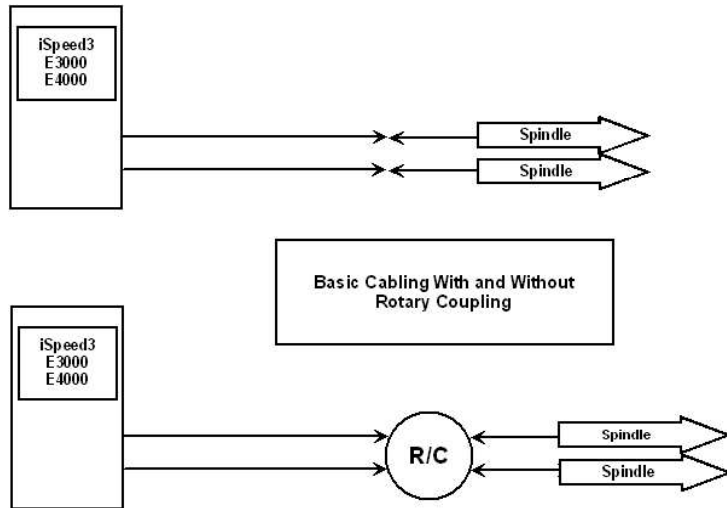 iSpeed3
E3000
E4000
Spindle
Spindle
Basic Cabling With and Without
Rotary Coupling
iSpeed3
E3000
E4000
R/C
Spindle
Spindle